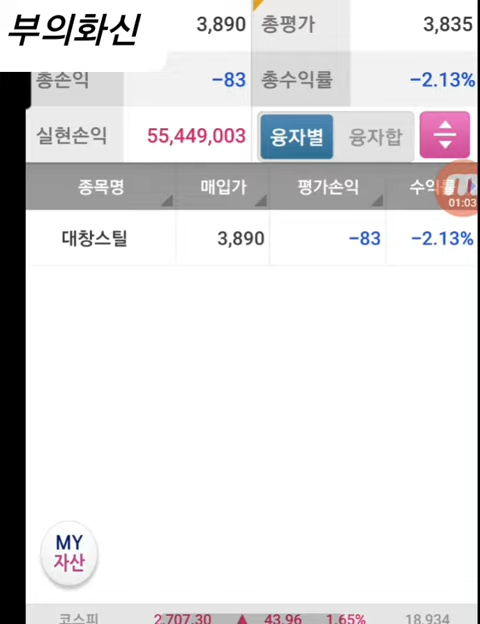 부의화신
3,890 총평가 3,835
총손익 -83 총수익률 -2.13%
실현손익 55,449,003 융자별 융자합
종목명 매입가 평가손익 수익률
01:03
대창스틸 3,890 -83 -2.13%
MY
자산
코스피 2,707.30 ▲ 43.96 1.65% 18,934